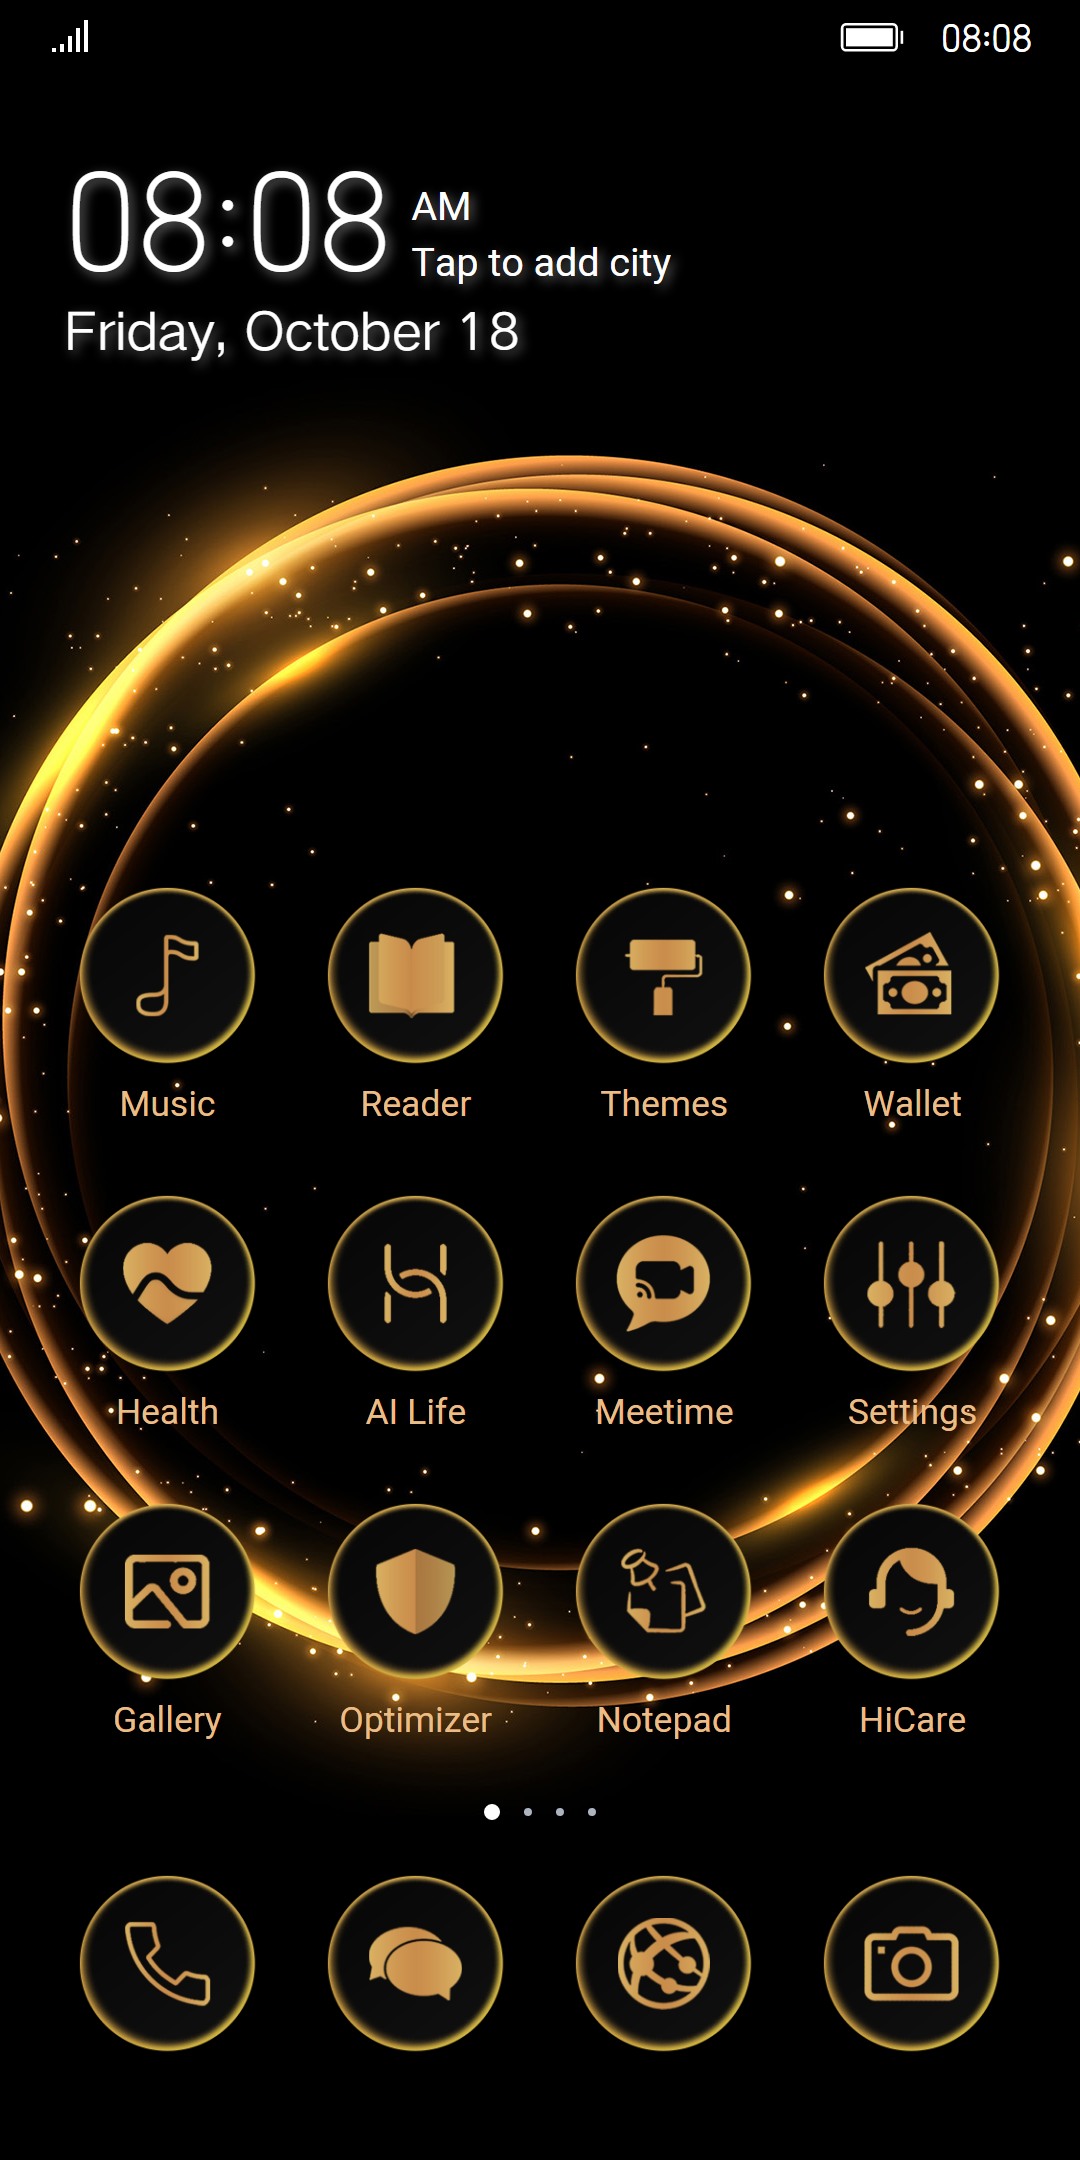 08:08
08:08 AM
Tap to add city
Friday, October 18
Music Reader Themes Wallet
Health AI Life Meetime Settings
Gallery Optimizer Notepad HiCare